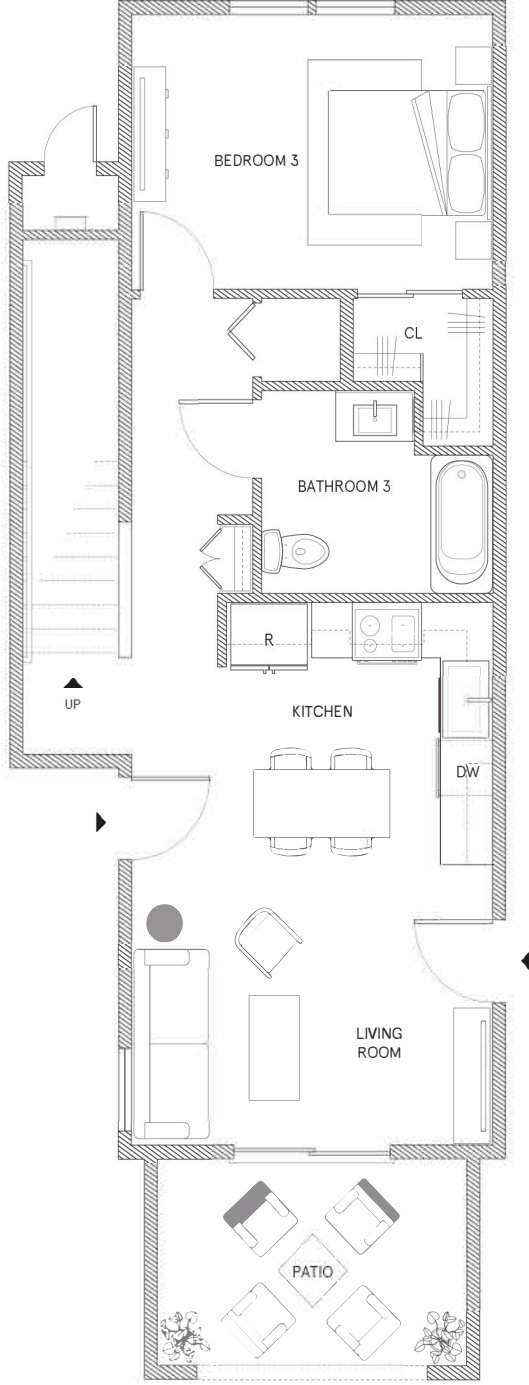 BEDROOM 3
CL
BATHROOM 3
R
UP
KITCHEN
DW
LIVING
ROOM
PATIO